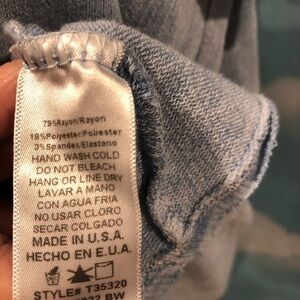 79%Rayon/Rayon
18%Polyester/Poliester
3%Spandex/Elastano
HAND WASH COLD
DO NOT BLEACH
HANG OR LINE DRY
LAVAR A MANO
CON AGUA FRIA
NO USAR CLORO
SECAR COLGADO
MADE IN U.S.A.
HECHO EN E.U.A.
STYLE# T35320
BW